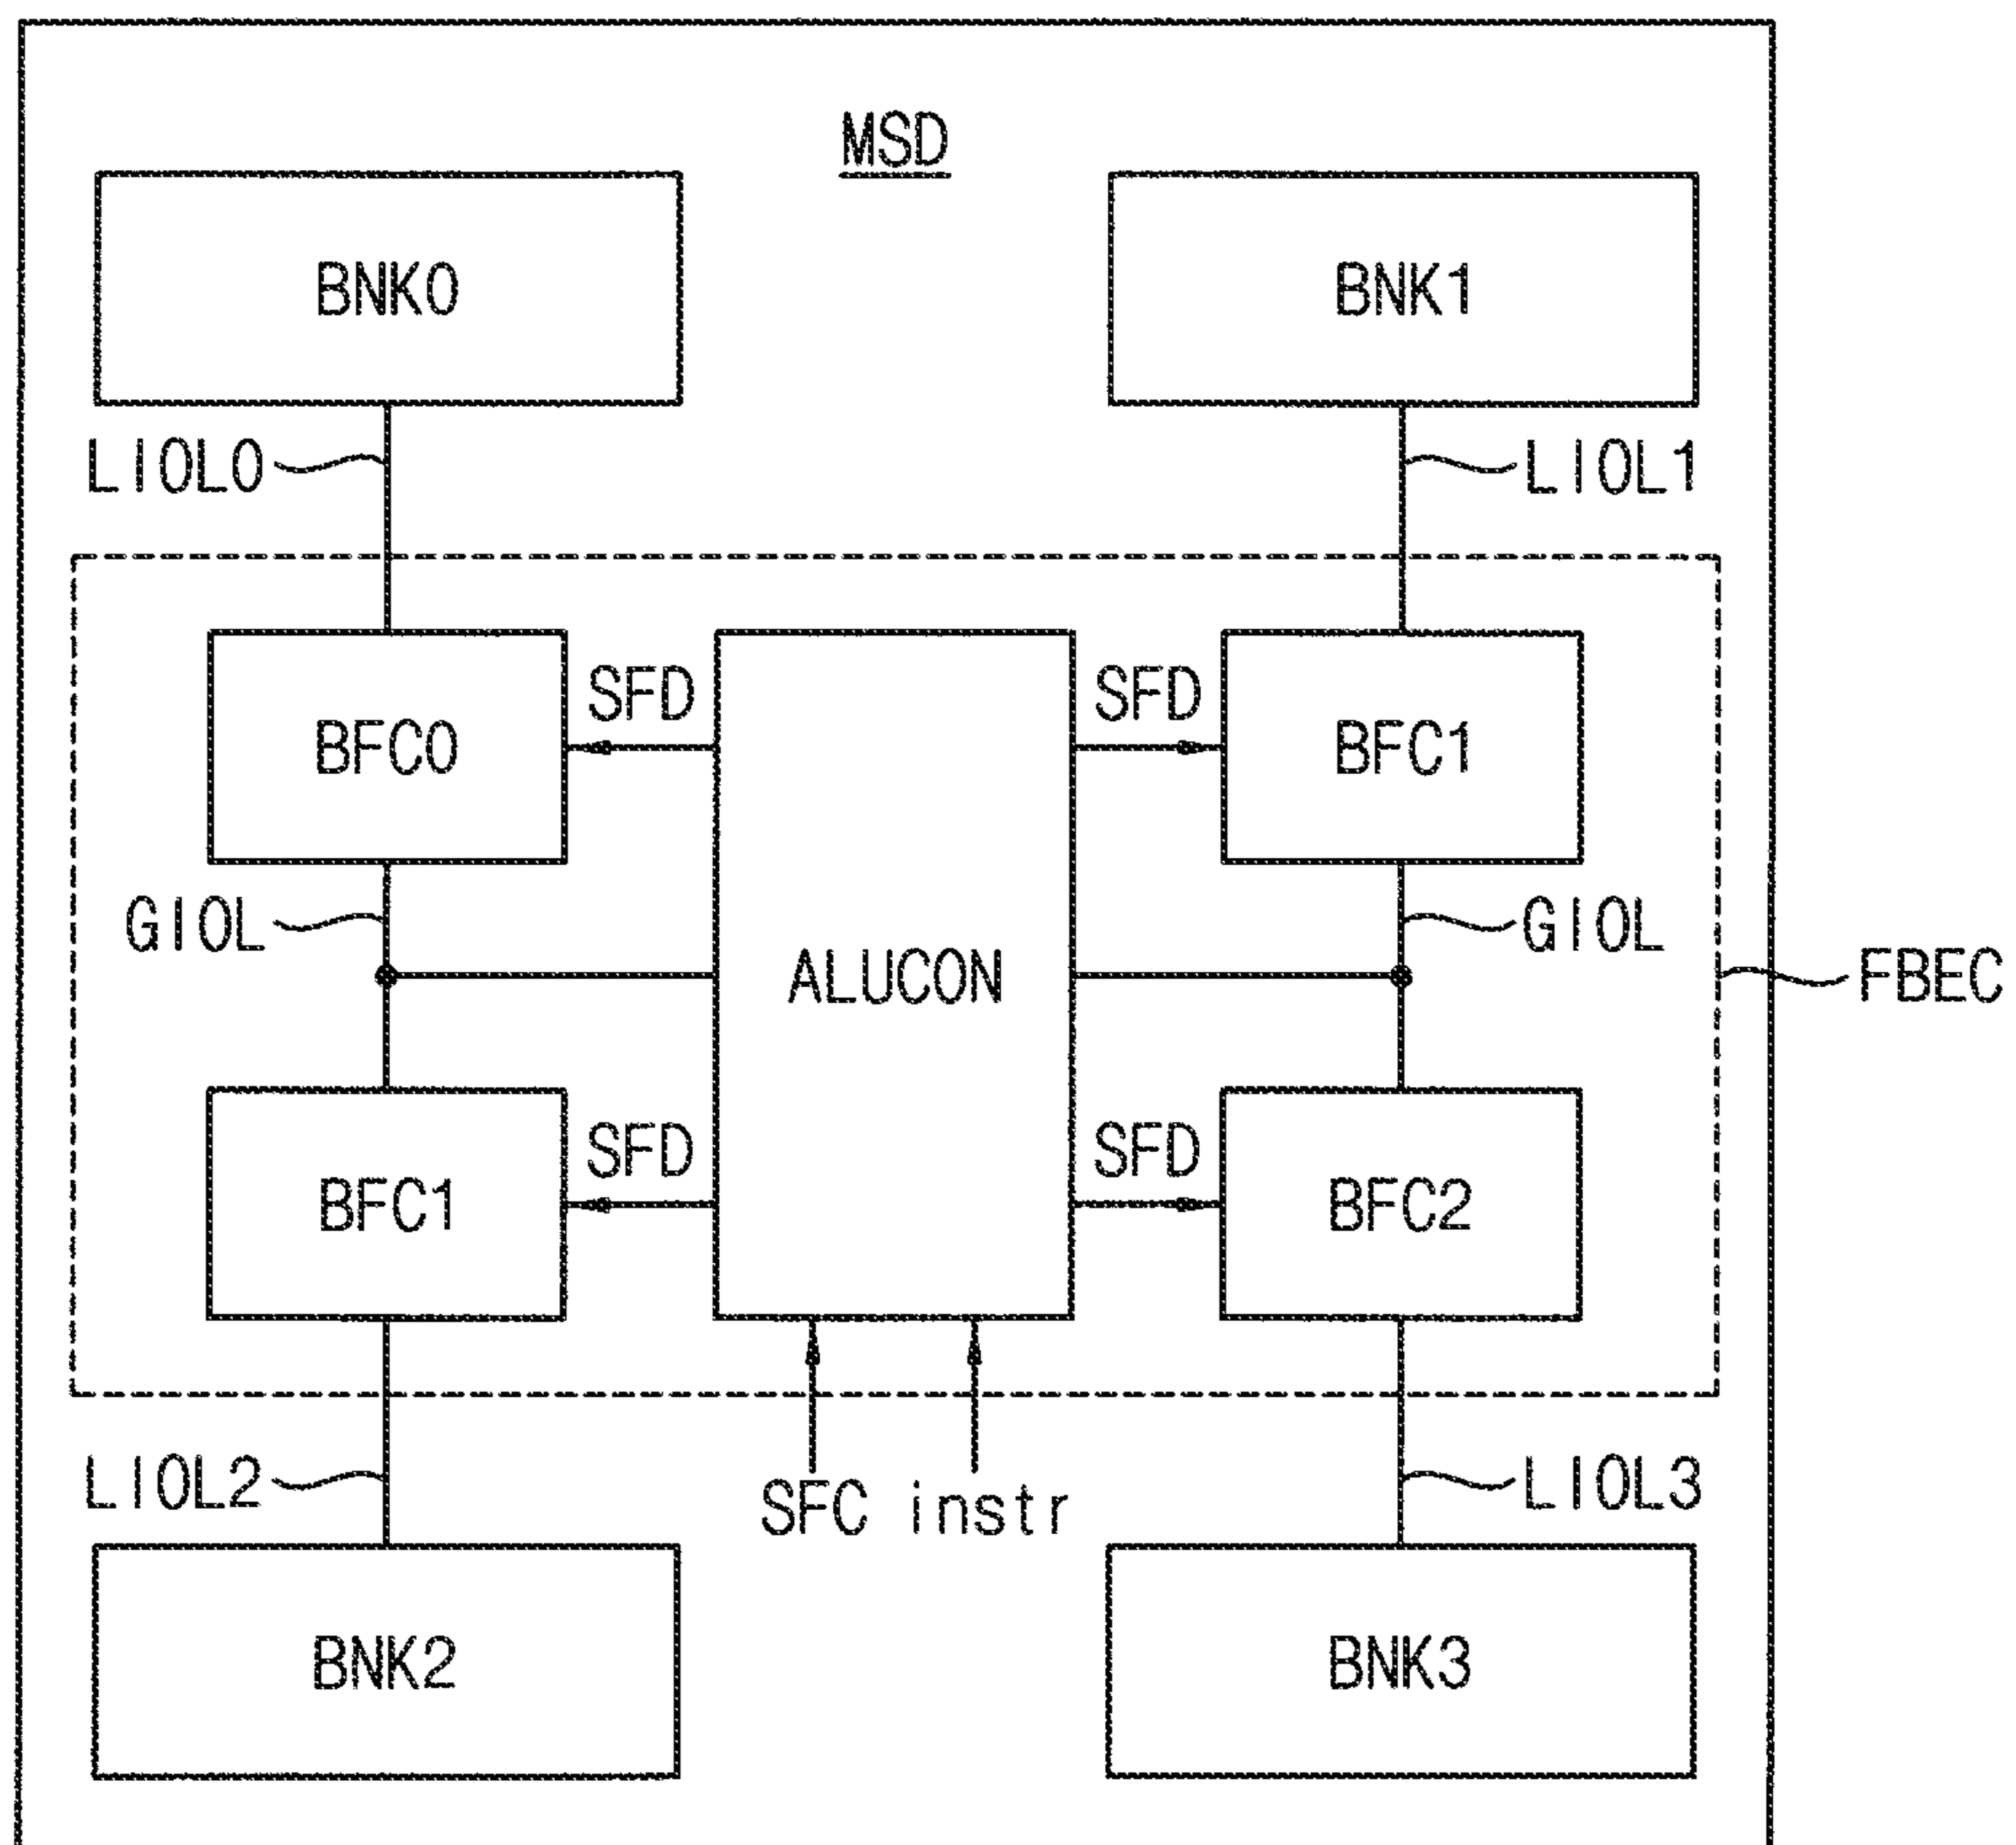 MSD
BNK0
BNK1
LIOL0
LIOL1
BFC0
SFD
SFD
BFC1
GIOL
ALUCON
GIOL
FBEC
BFC1
SFD
SFD
BFC2
LIOL2
SFC instr
LIOL3
BNK2
BNK3